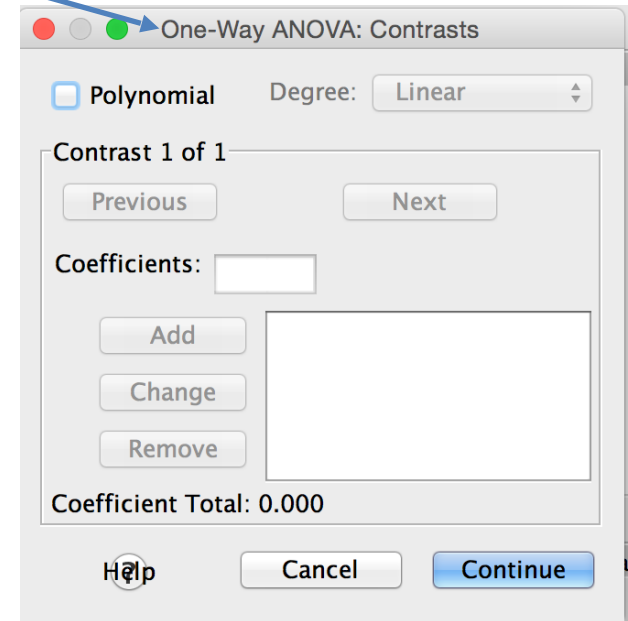 One-Way ANOVA: Contrasts
Polynomial Degree: Linear
Contrast 1 of 1
Previous Next
Coefficients:
Add
Change
Remove
Coefficient Total: 0.000
Help ? Cancel Continue